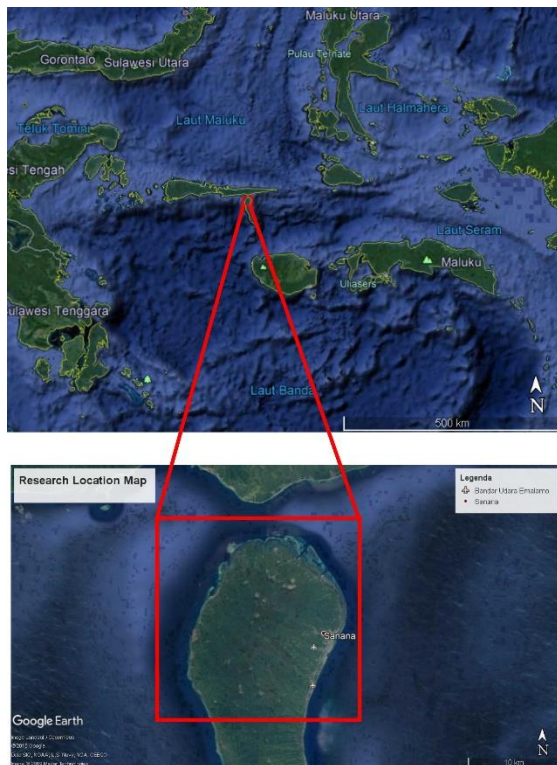 Maluku Utara
Pulau Ternate
Gorontalo
Sulawesi Utara
Laut Maluku
Laut Halmahera
Teluk Tomini
esi Tengah
Laut Seram
Maluku
Uliasers
Sulawesi Tenggara
Laut Banda
N
500 km
Research Location Map
Legenda
Bandar Udara Emalamo
Sanana
Sanana
Google Earth
N
10 km